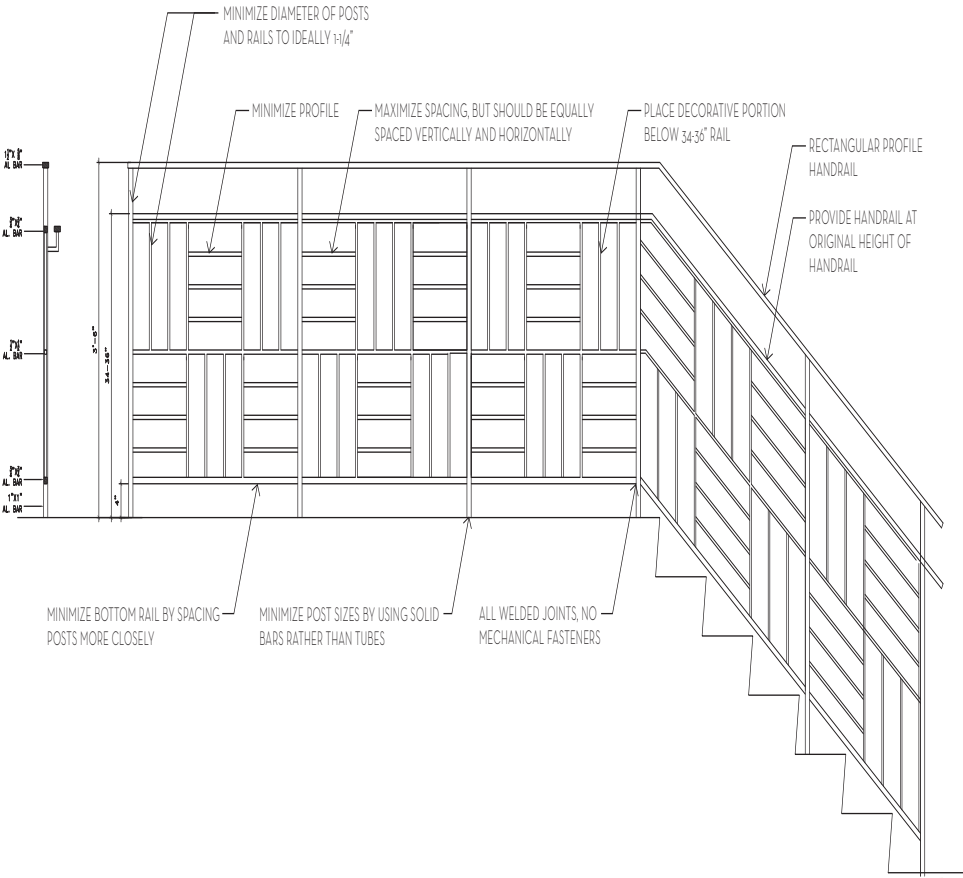 MINIMIZE DIAMETER OF POSTS
AND RAILS TO IDEALLY 1-1/4"
MINIMIZE PROFILE
MAXIMIZE SPACING, BUT SHOULD BE EQUALLY
SPACED VERTICALLY AND HORIZONTALLY
PLACE DECORATIVE PORTION
BELOW 34-36" RAIL
RECTANGULAR PROFILE
HANDRAIL
PROVIDE HANDRAIL AT
ORIGINAL HEIGHT OF
HANDRAIL
AL BAR
AL. BAR
AL. BAR
AL. BAR
1"X1"
AL. BAR
3'-6"
34-36"
4"
MINIMIZE BOTTOM RAIL BY SPACING
POSTS MORE CLOSELY
MINIMIZE POST SIZES BY USING SOLID
BARS RATHER THAN TUBES
ALL WELDED JOINTS, NO
MECHANICAL FASTENERS